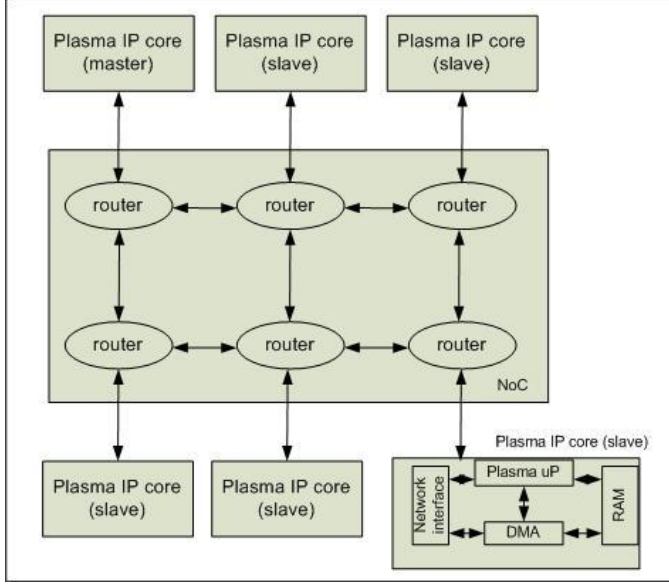 Plasma IP core
(master)
Plasma IP core
(slave)
Plasma IP core
(slave)
router
router
router
router
router
router
NoC
Plasma IP core
(slave)
Plasma IP core
(slave)
Plasma IP core (slave)
Network
interface
Plasma uP
DMA
RAM